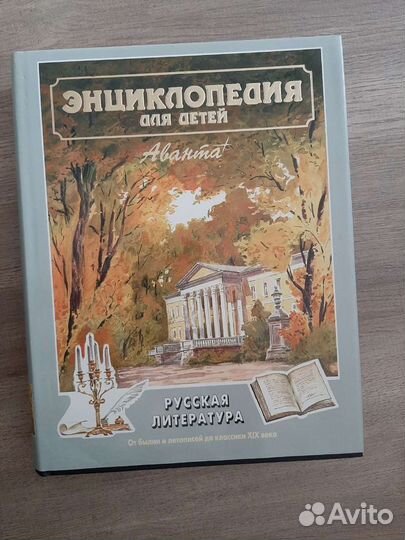 ЭНЦИКЛОПЕДИЯ
ДЛЯ ДЕТЕЙ
Аванта+
РУССКАЯ
ЛИТЕРАТУРА
От былин и летописей до классики XIX века
Avito